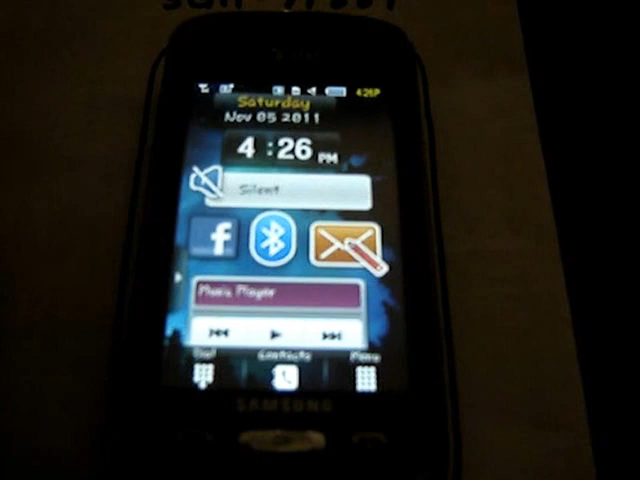 4:26P
Saturday
Nov 05 2011
4:26 PM
Silent
f
Music Player
Dial Contacts Menu
SAMSUNG